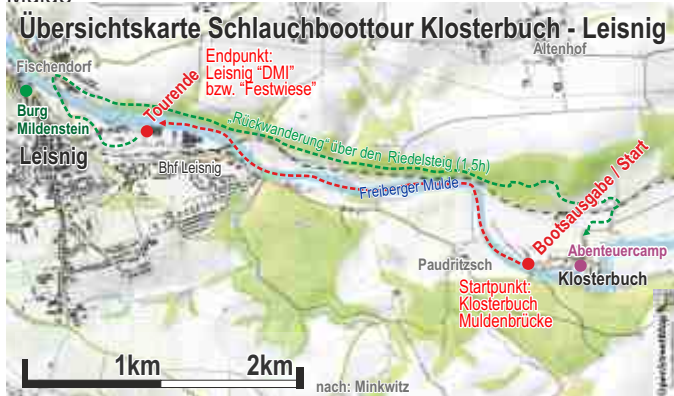 Übersichtskarte Schlauchboottour Klosterbuch - Leisnig
Altenhof
Fischendorf
Endpunkt:
Leisnig "DMI"
bzw. "Festwiese"
Tourende
Burg
Mildenstein
Leisnig
Bhf Leisnig
„Rückwanderung" über den Riedelsteig (1,5h)
Freiberger Mulde
Bootsausgabe / Start
Abenteuercamp
Klosterbuch
Paudritzsch
Startpunkt:
Klosterbuch
Muldenbrücke
1km
2km
nach: Minkwitz